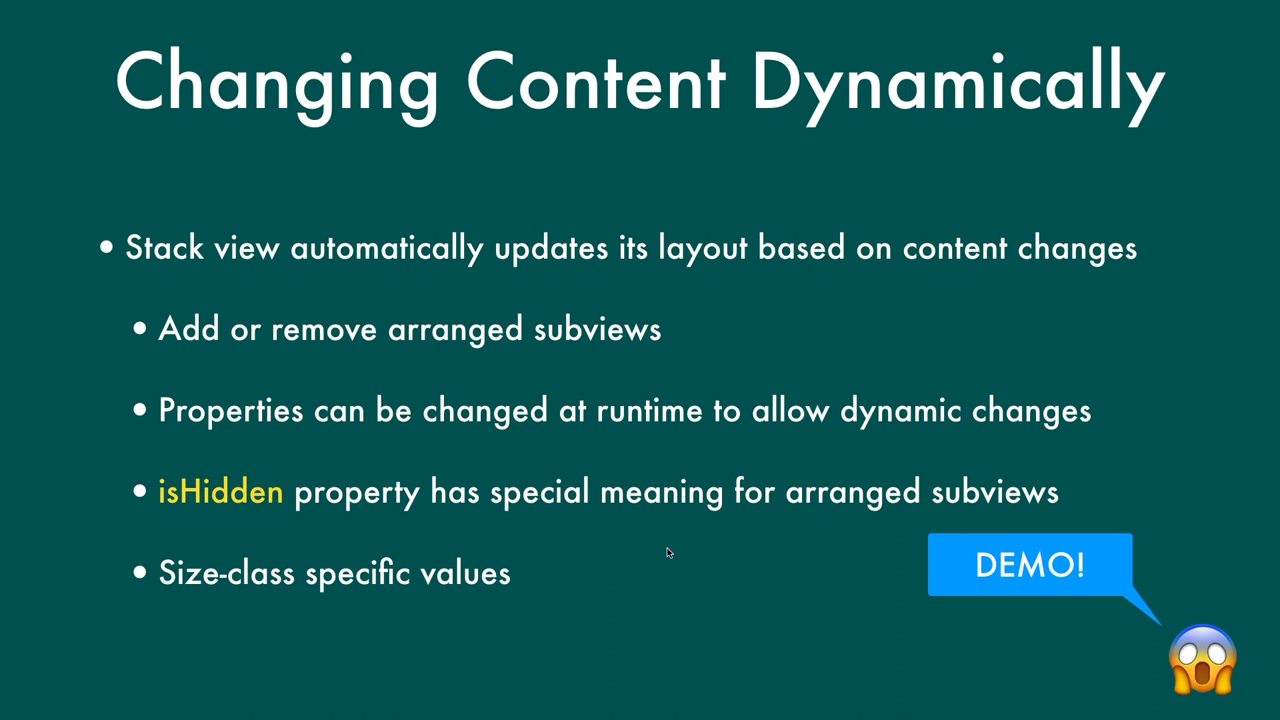 Changing Content Dynamically
• Stack view automatically updates its layout based on content changes
• Add or remove arranged subviews
• Properties can be changed at runtime to allow dynamic changes
• isHidden property has special meaning for arranged subviews
• Size-class specific values
DEMO!